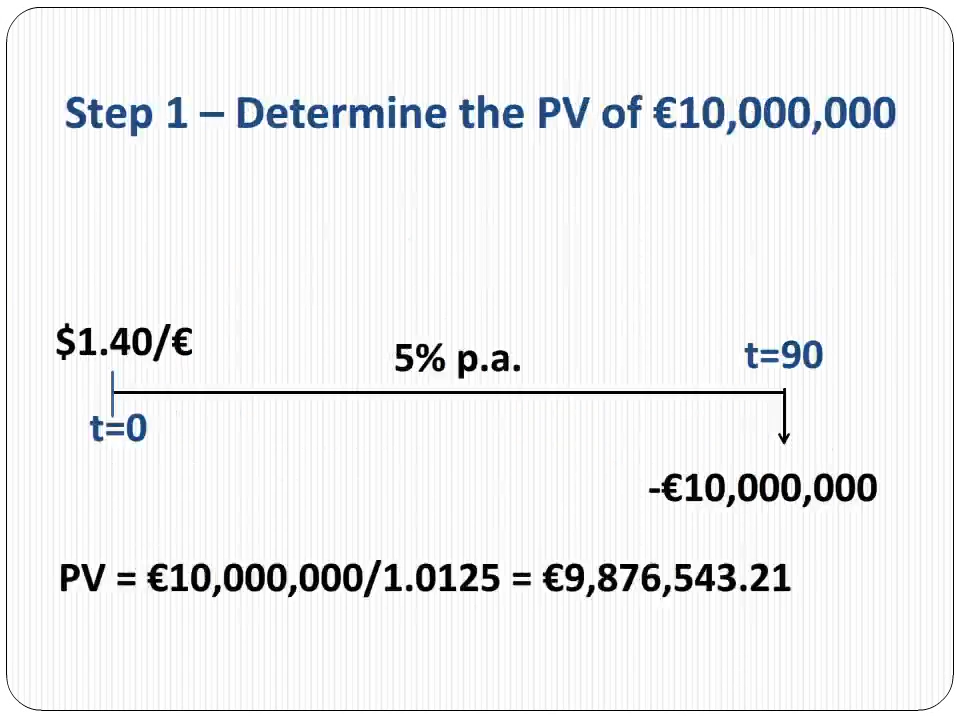 Step 1 – Determine the PV of €10,000,000
$1.40/€
5% p.a.
t=90
t=0
-€10,000,000
PV = €10,000,000/1.0125 = €9,876,543.21